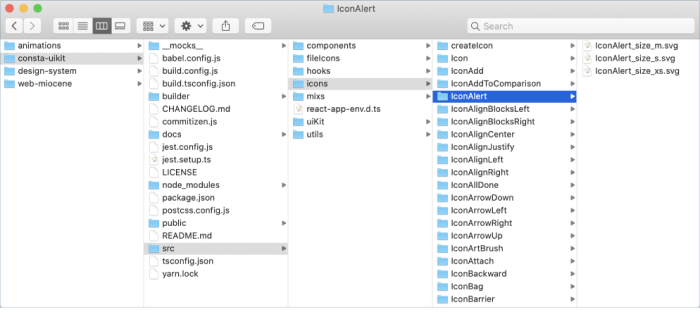 IconAlert
Search
animations
consta-uikit
design-system
web-miocene
__mocks__
babel.config.js
build.config.js
build.tsconfig.json
builder
CHANGELOG.md
commitizen.js
docs
jest.config.js
jest.setup.ts
LICENSE
node_modules
package.json
postcss.config.js
public
README.md
src
tsconfig.json
yarn.lock
components
fileIcons
hooks
icons
mixs
react-app-env.d.ts
uiKit
utils
createIcon
Icon
IconAdd
IconAddToComparison
IconAlert
IconAlignBlocksLeft
IconAlignBlocksRight
IconAlignCenter
IconAlignJustify
IconAlignLeft
IconAlignRight
IconAllDone
IconArrowDown
IconArrowLeft
IconArrowRight
IconArrowUp
IconArtBrush
IconAttach
IconBackward
IconBag
IconBarrier
IconAlert_size_m.svg
IconAlert_size_s.svg
IconAlert_size_xs.svg